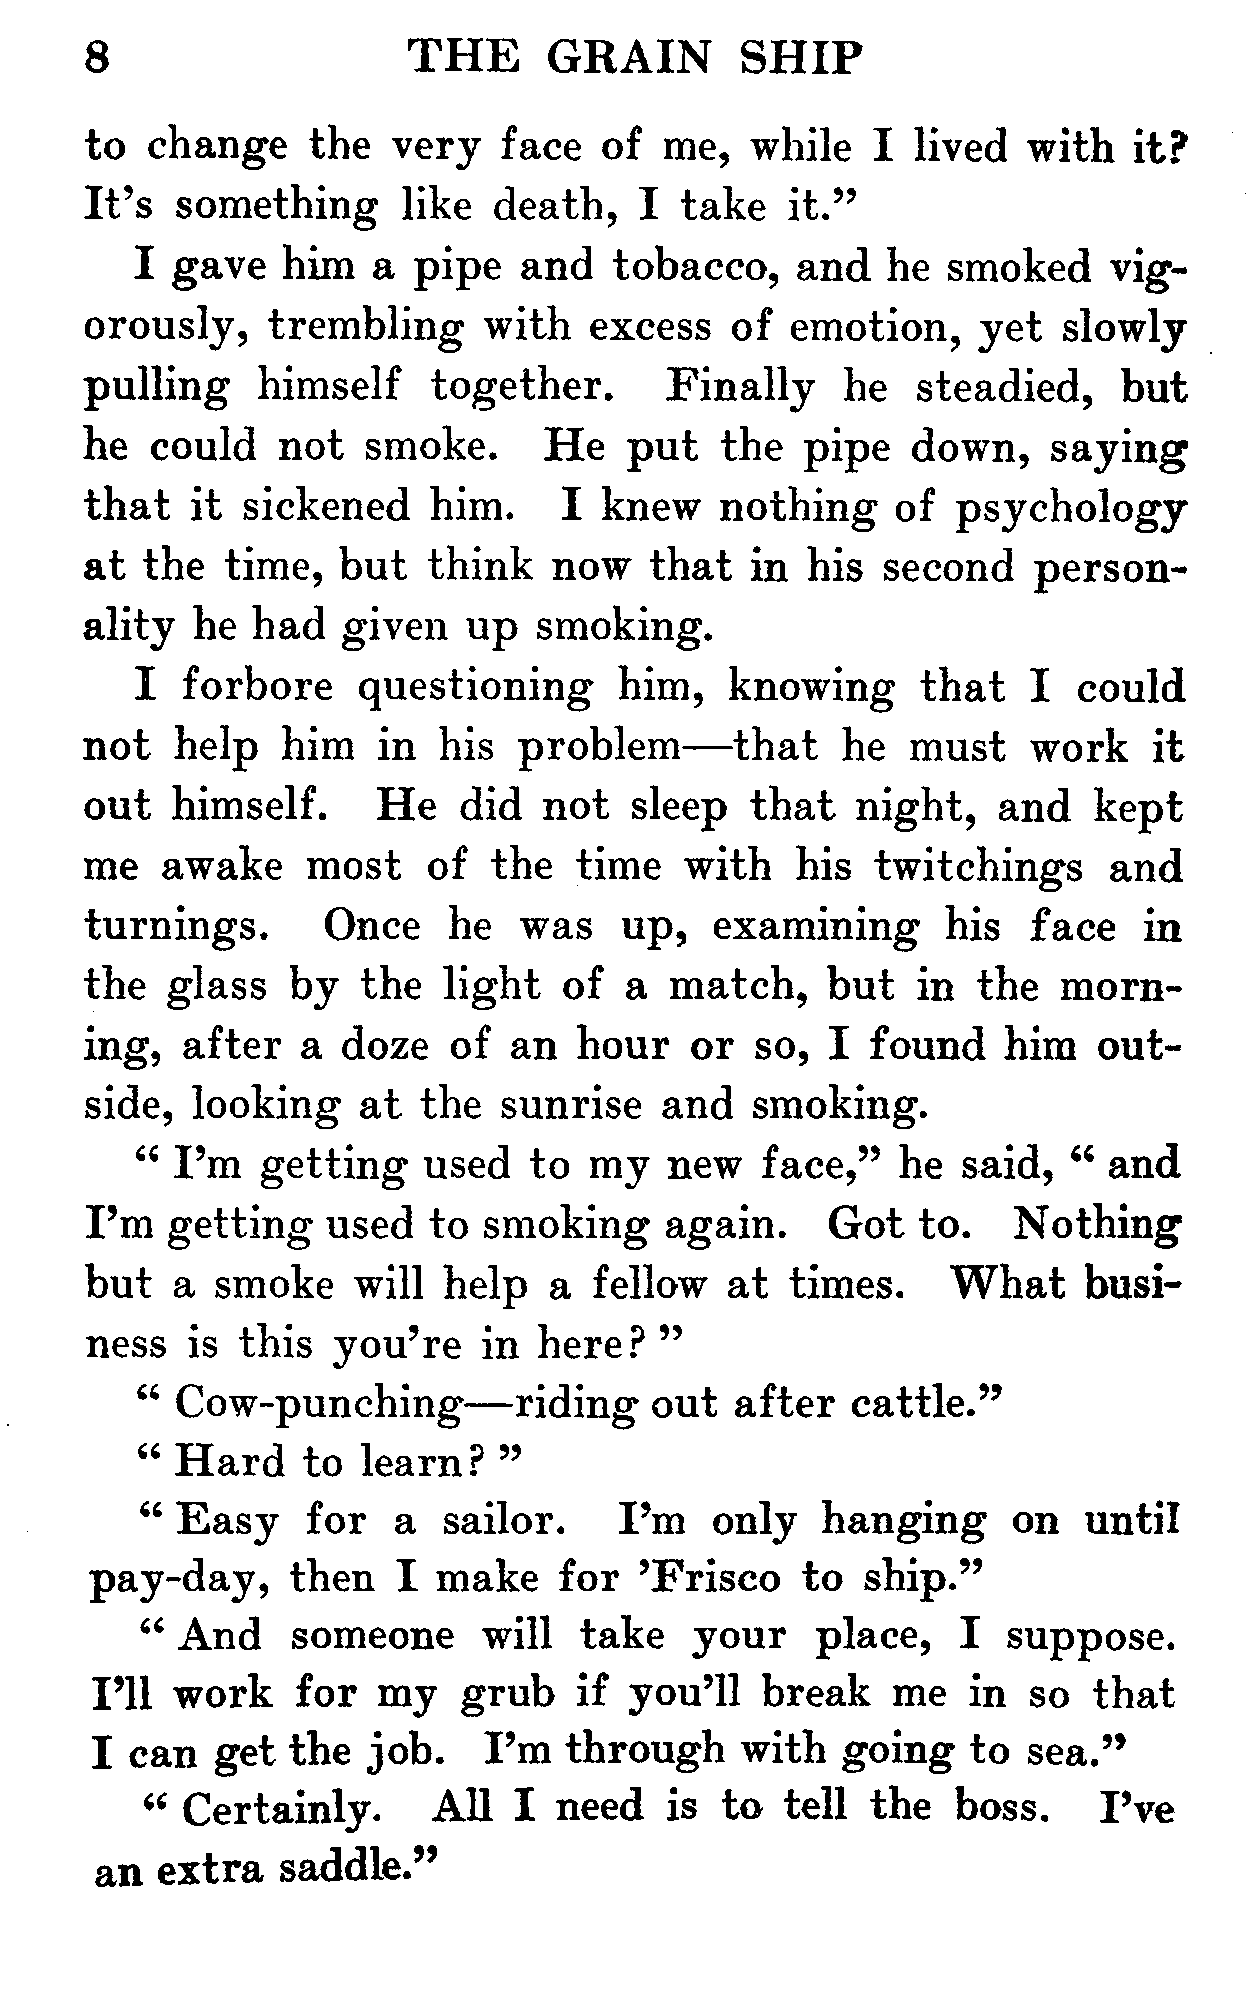 8 THE GRAIN SHIP
to change the very face of me, while I lived with it?
It's something like death, I take it.”
I gave him a pipe and tobacco, and he smoked vig-
orously, trembling with excess of emotion, yet slowly
pulling himself together. Finally he steadied, but
he could not smoke. He put the pipe down, saying
that it sickened him. I knew nothing of psychology
at the time, but think now that in his second person-
ality he had given up smoking.
I forbore questioning him, knowing that I could
not help him in his problem—that he must work it
out himself. He did not sleep that night, and kept
me awake most of the time with his twitchings and
turnings. Once he was up, examining his face in
the glass by the light of a match, but in the morn-
ing, after a doze of an hour or so, I found him out-
side, looking at the sunrise and smoking.
“ I'm getting used to my new face,” he said, “ and
I'm getting used to smoking again. Got to. Nothing
but a smoke will help a fellow at times. What busi-
ness is this you're in here? ”
“ Cow-punching—riding out after cattle.”
“ Hard to learn? ”
“ Easy for a sailor. I'm only hanging on until
pay-day, then I make for 'Frisco to ship.”
“ And someone will take your place, I suppose.
I'll work for my grub if you'll break me in so that
I can get the job. I'm through with going to sea.”
“ Certainly. All I need is to tell the boss. I've
an extra saddle.”